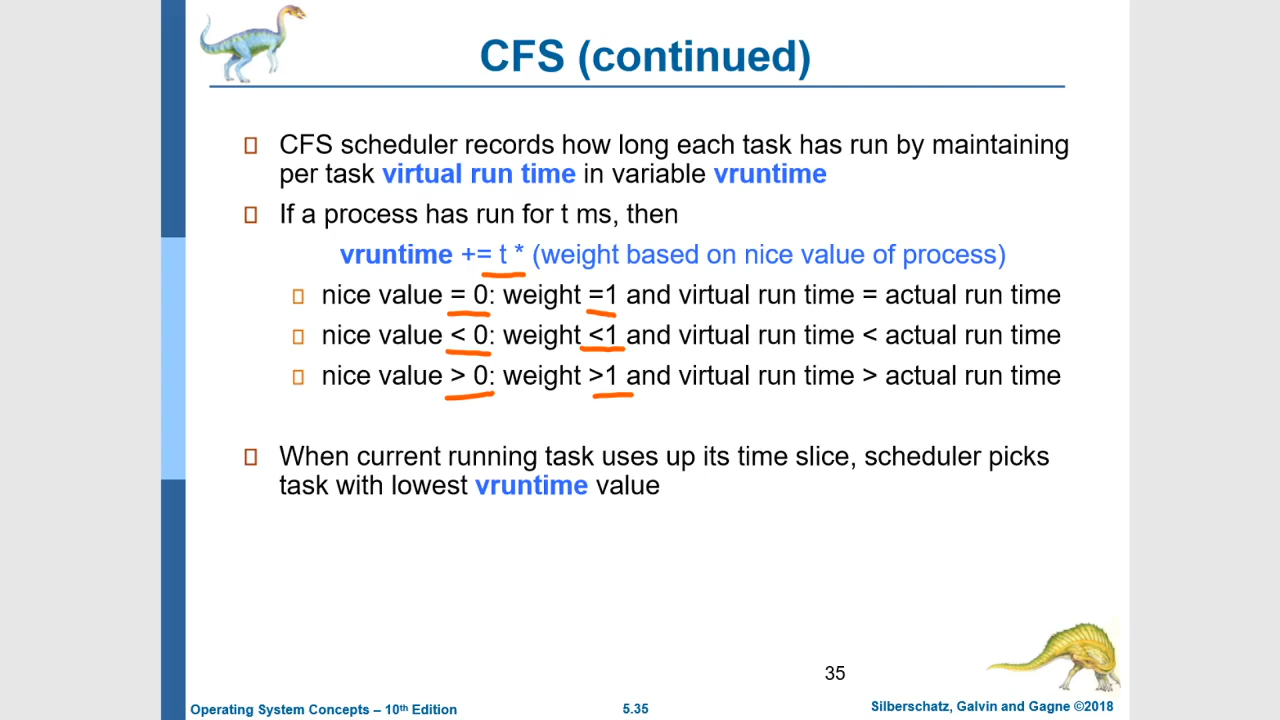 CFS (continued)
CFS scheduler records how long each task has run by maintaining
per task virtual run time in variable vruntime
If a process has run for t ms, then
vruntime += t * (weight based on nice value of process)
nice value = 0: weight =1 and virtual run time = actual run time
nice value < 0: weight <1 and virtual run time < actual run time
nice value > 0: weight >1 and virtual run time > actual run time
When current running task uses up its time slice, scheduler picks
task with lowest vruntime value
35
Operating System Concepts – 10th Edition
5.35
Silberschatz, Galvin and Gagne ©2018